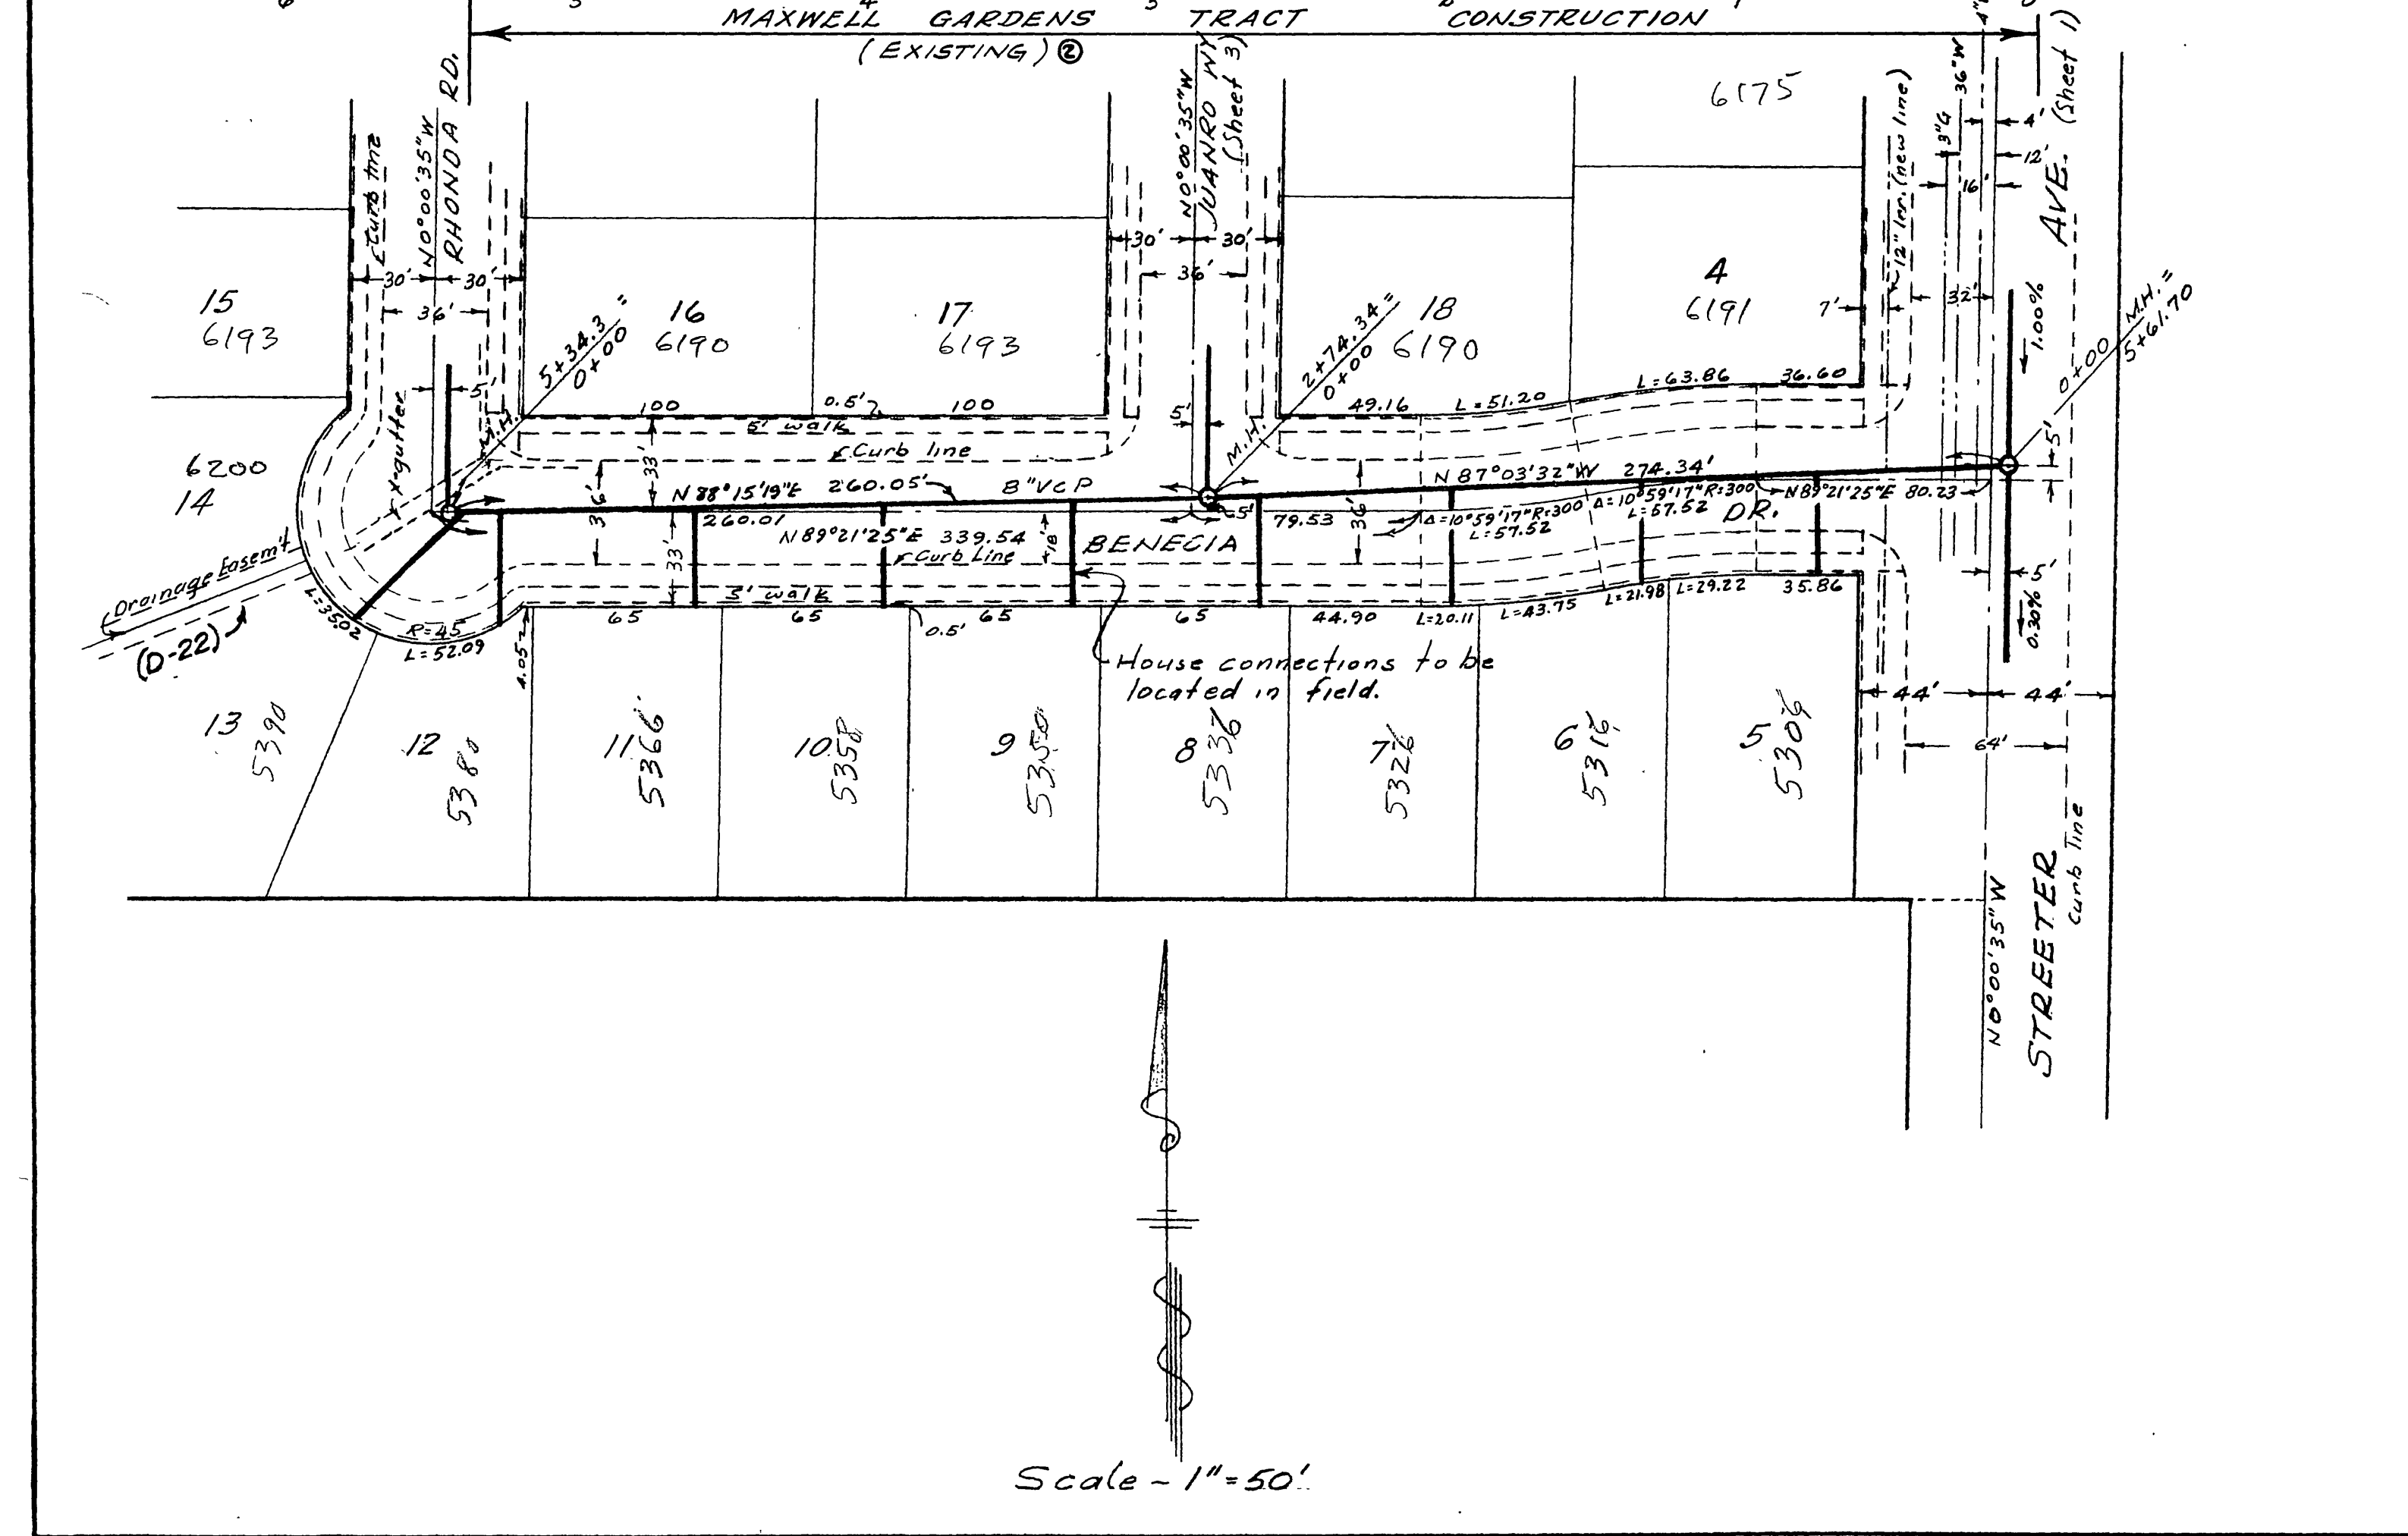 MAXWELL GARDENS TRACT CONSTRUCTION
(EXISTING) ②
Curb line
N0°00'35"W
RHONDA RD.
N0°00'35"W
JUANRO WY
(Sheet 3)
6175
12" Irr. (new line)
3"G
36"W
4"
AVE. (Sheet 1)
4'
12'
16'
30' 30'
36'
30' 30'
36'
7'
32'
1.00%
15
6193
5+34.3
0+00
16
6190
17
6193
2+74.34
0+00
18
6190
4
6191
0+00 M.H.
5+61.70
5'
M.H.
100 0.5' 100
5' walk
Curb line
5'
M.H.
49.16 L=51.20 L=63.86 36.60
5'
6200
14
x-gutter
36'
33'
N 88°15'19"E 260.05' 8"VCP
260.01
N 87°03'32"W 274.34'
N 89°21'25"E 339.54
Curb Line
33'
18'
BENECIA
5'
79.53
36'
Δ=10°59'17" R=300
L=57.52
Δ=10°59'17" R=300
L=57.52
DR.
N89°21'25"E 80.23
5'
0.30%
Drainage Easem't
(D-22)
L=35.02
R=45
L=52.09
4.05
5' walk
65 65 0.5' 65 65 44.90 L=20.11 L=43.75 L=21.98 L=29.22 35.86
House connections to be
located in field.
44' 44'
64'
13
5390
12
5380
11
5366
10
5358
9
5350
8
5336
7
5326
6
5316
5
5306
N0°00'35"W
STREETER
Curb line
Scale ~ 1"=50'